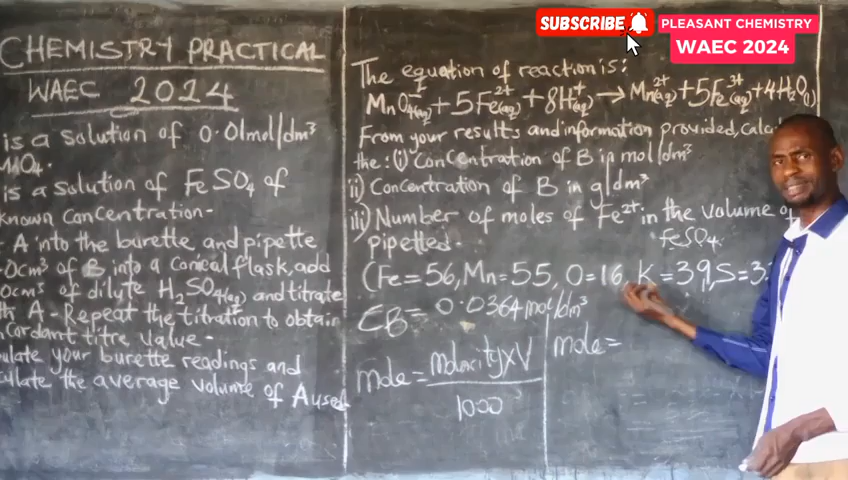 SUBSCRIBE
PLEASANT CHEMISTRY
WAEC 2024
CHEMISTRY PRACTICAL
WAEC 2024
is a solution of 0.01mol/dm³
MnO₄.
is a solution of FeSO₄ of
known concentration.
A into the burette and pipette
0cm³ of B into a conical flask, add
0cm³ of dilute H₂SO₄(aq) and titrate
th A. Repeat the titration to obtain
Concordant titre value.
ulate your burette readings and
culate the average volume of A used
The equation of reaction is:
MnO₄⁻(aq) + 5Fe²⁺(aq) + 8H⁺(aq) → Mn²⁺(aq) + 5Fe³⁺(aq) + 4H₂O(l)
From your results and information provided, calc
the: (i) Concentration of B in mol/dm³
ii) Concentration of B in g/dm³
iii) Number of moles of Fe²⁺ in the volume of
FeSO₄
pipetted.
(Fe=56, Mn=55, O=16, K=39, S=3
CB= 0.0364 mol/dm³
mole= molarity x V
1000
mole=